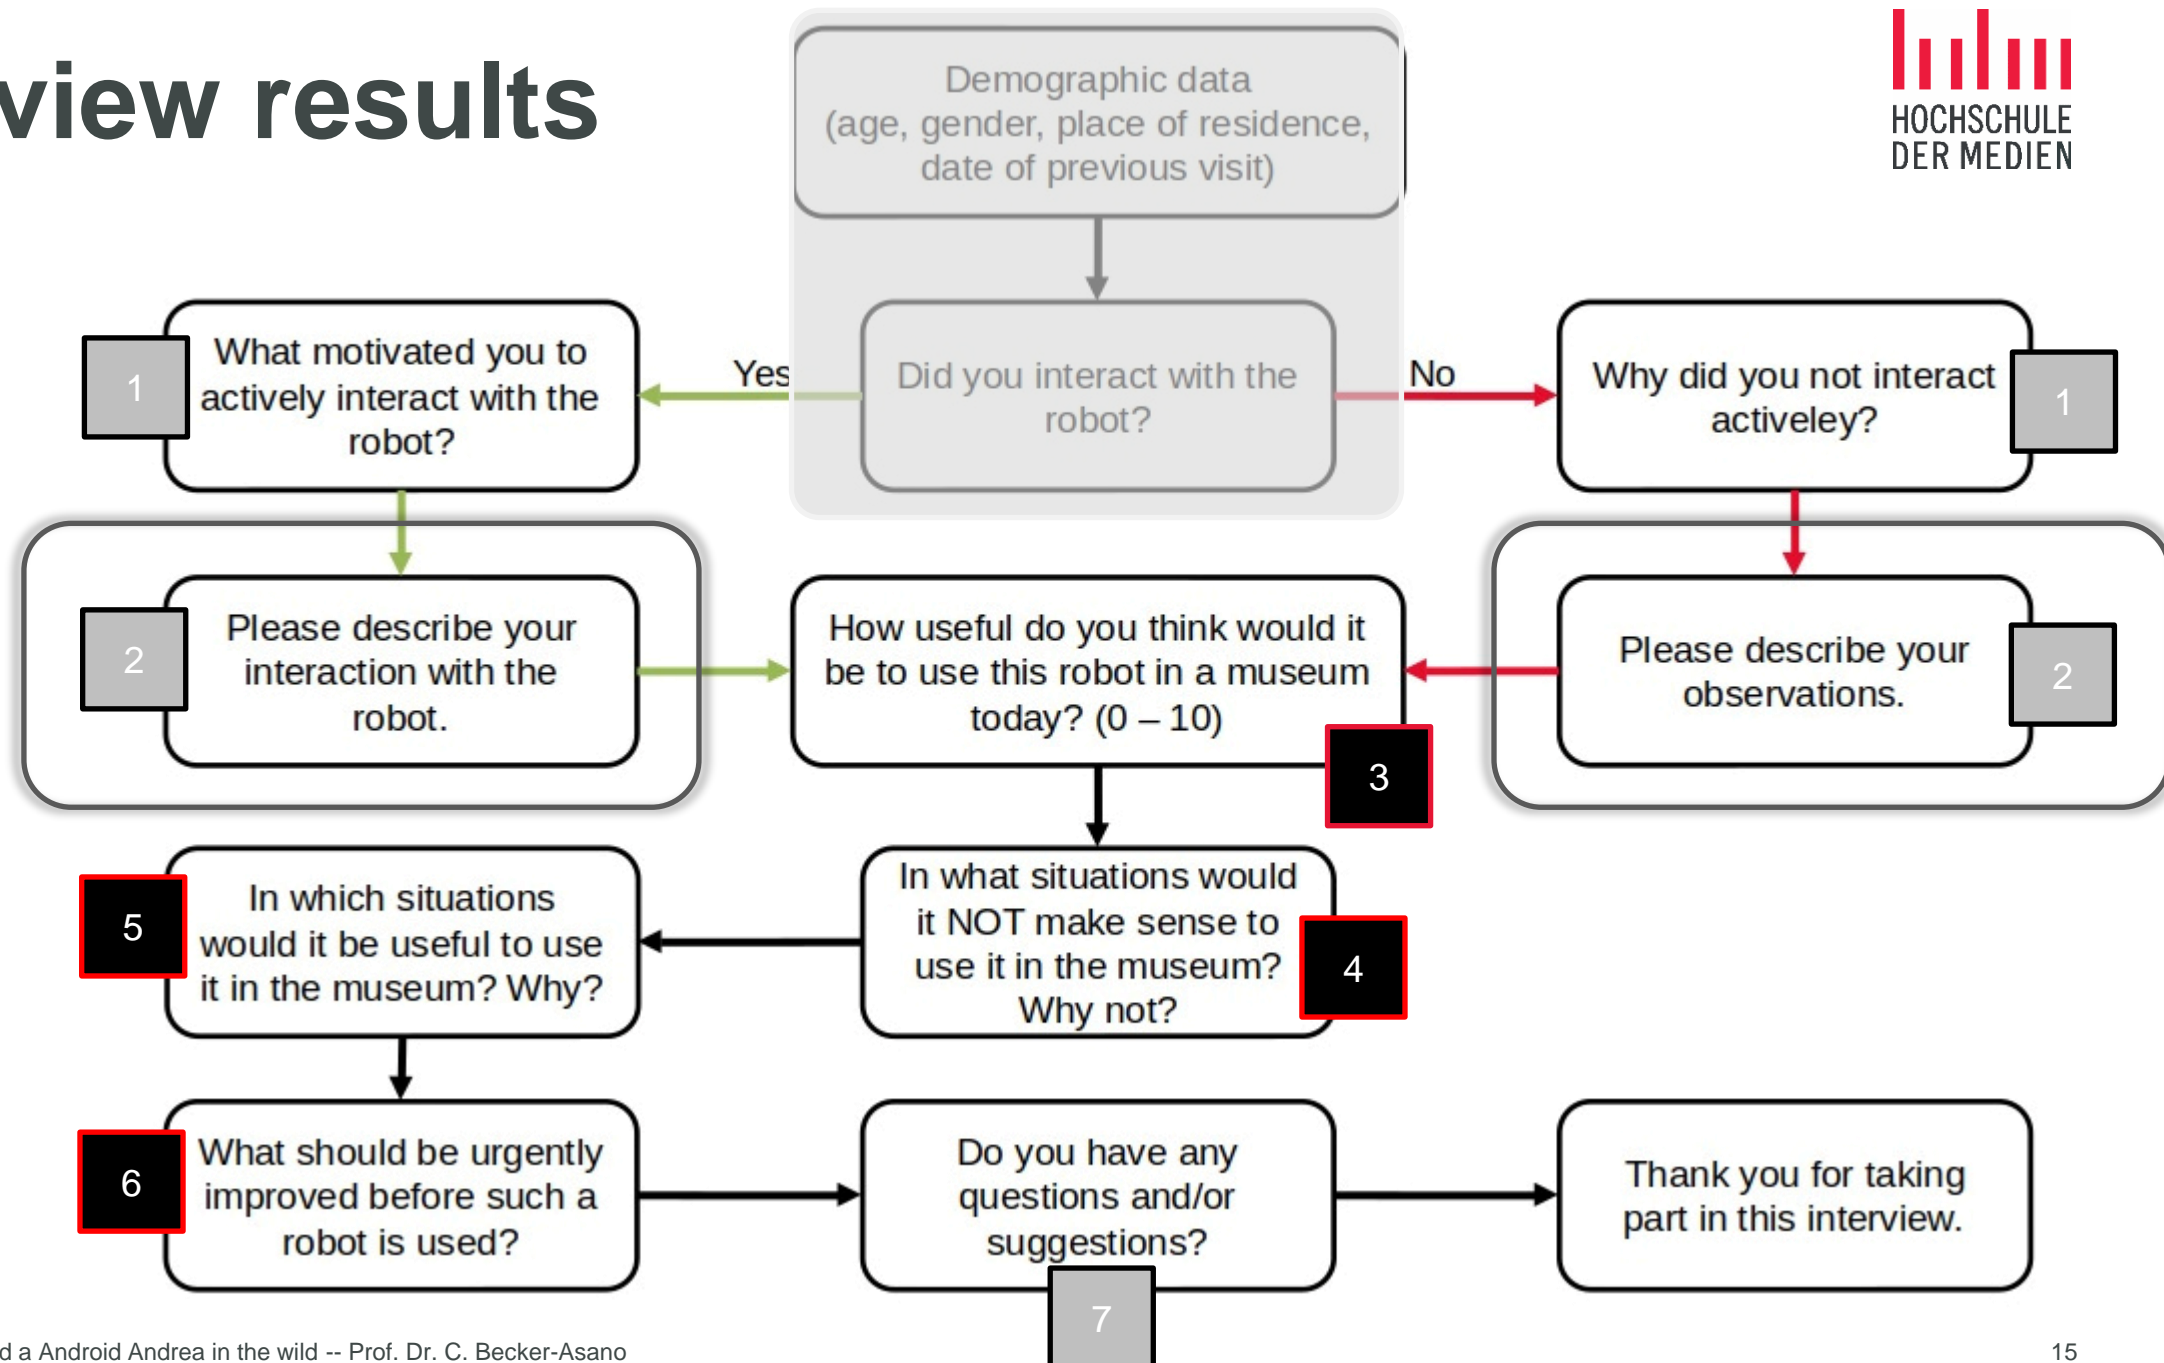 view results
HOCHSCHULE
DER MEDIEN
Demographic data
(age, gender, place of residence,
date of previous visit)
Did you interact with the
robot?
Yes
No
1
What motivated you to
actively interact with the
robot?
Why did you not interact
activeley?
1
2
Please describe your
interaction with the
robot.
How useful do you think would it
be to use this robot in a museum
today? (0 – 10)
3
Please describe your
observations.
2
5
In which situations
would it be useful to use
it in the museum? Why?
In what situations would
it NOT make sense to
use it in the museum?
Why not?
4
6
What should be urgently
improved before such a
robot is used?
Do you have any
questions and/or
suggestions?
7
Thank you for taking
part in this interview.
d a Android Andrea in the wild -- Prof. Dr. C. Becker-Asano
15